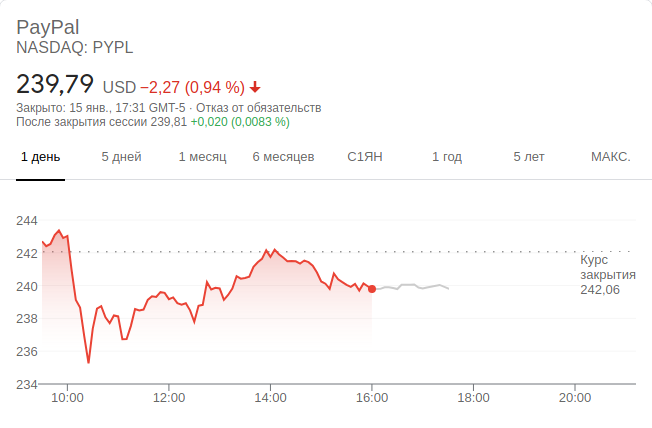 PayPal
NASDAQ: PYPL
239,79 USD −2,27 (0,94 %)
Закрыто: 15 янв., 17:31 GMT-5 · Отказ от обязательств
После закрытия сессии 239,81 +0,020 (0,0083 %)
1 день 5 дней 1 месяц 6 месяцев С1ЯН 1 год 5 лет МАКС.
244
242
240
238
236
234
Курс
закрытия
242,06
10:00 12:00 14:00 16:00 18:00 20:00